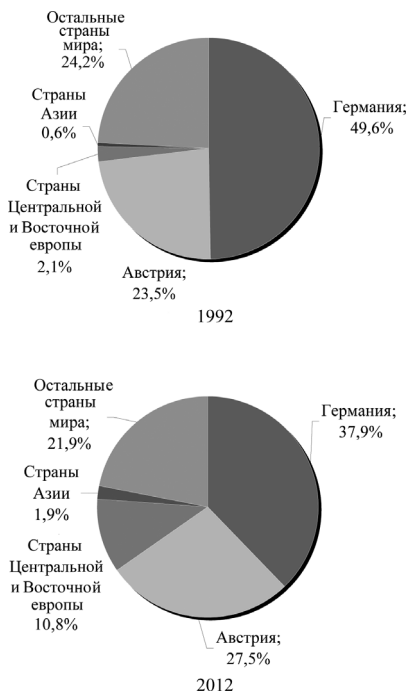 Остальные
страны
мира;
24,2%
Германия;
49,6%
Страны
Азии
0,6%
Страны
Центральной
и Восточной
европы
2,1%
Австрия;
23,5%
1992
Остальные
страны
мира;
21,9%
Германия;
37,9%
Страны
Азии
1,9%
Страны
Центральной
и Восточной
европы
10,8%
Австрия;
27,5%
2012